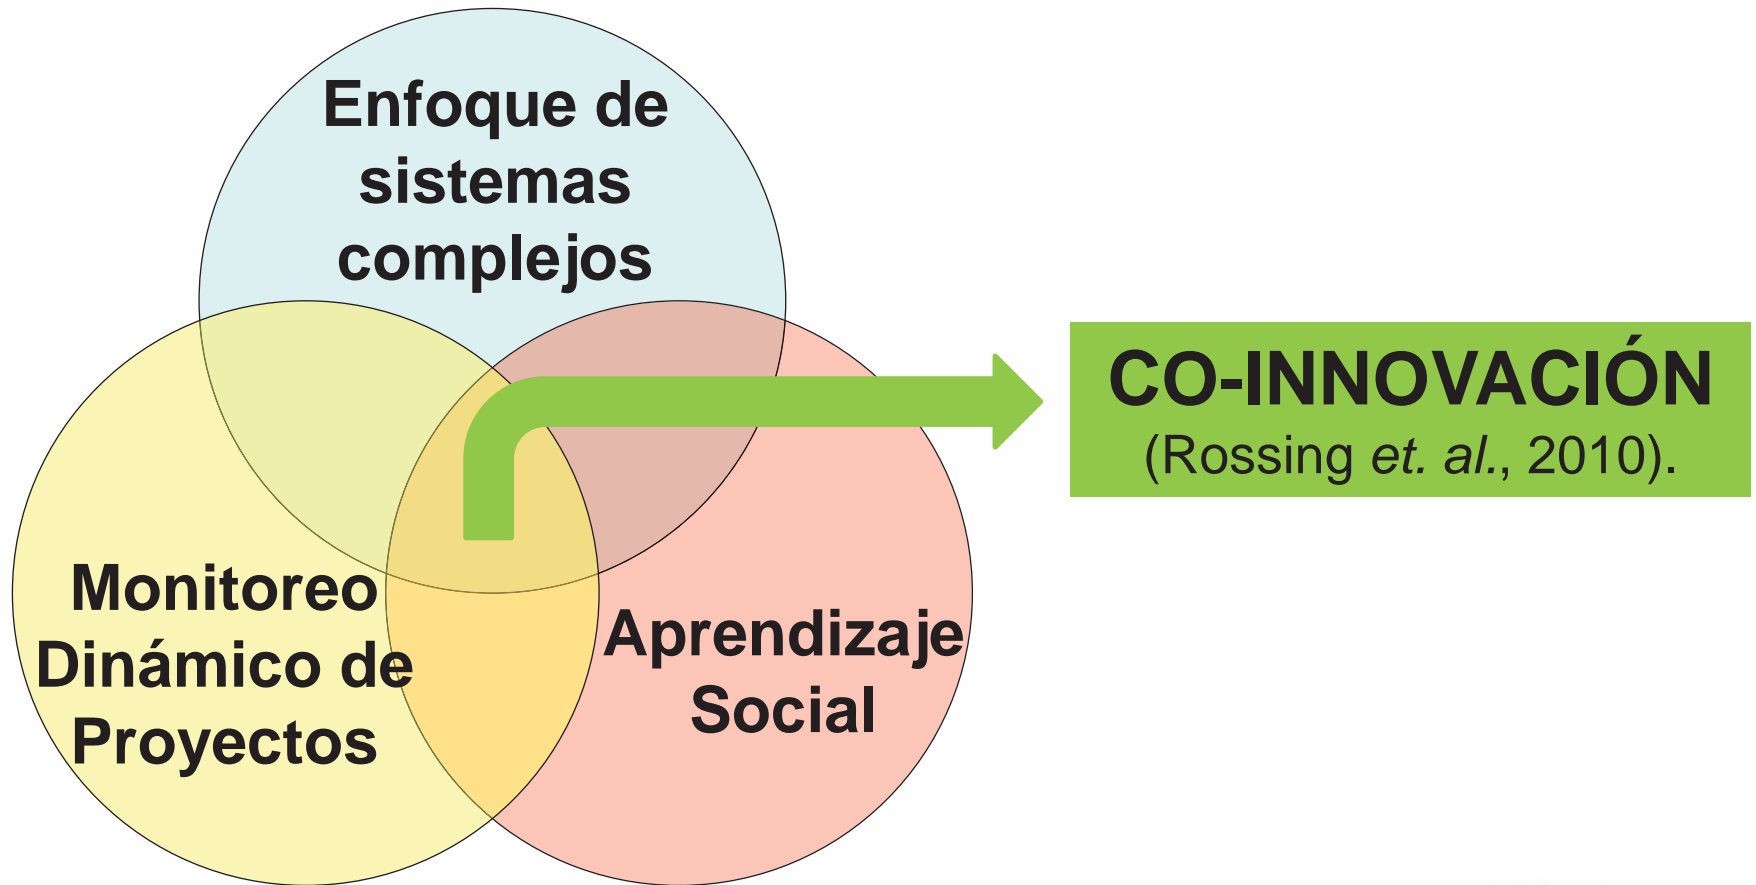 Enfoque de
sistemas
complejos
CO-INNOVACIÓN
(Rossing et. al., 2010).
Monitoreo
Dinámico de
Proyectos
Aprendizaje
Social